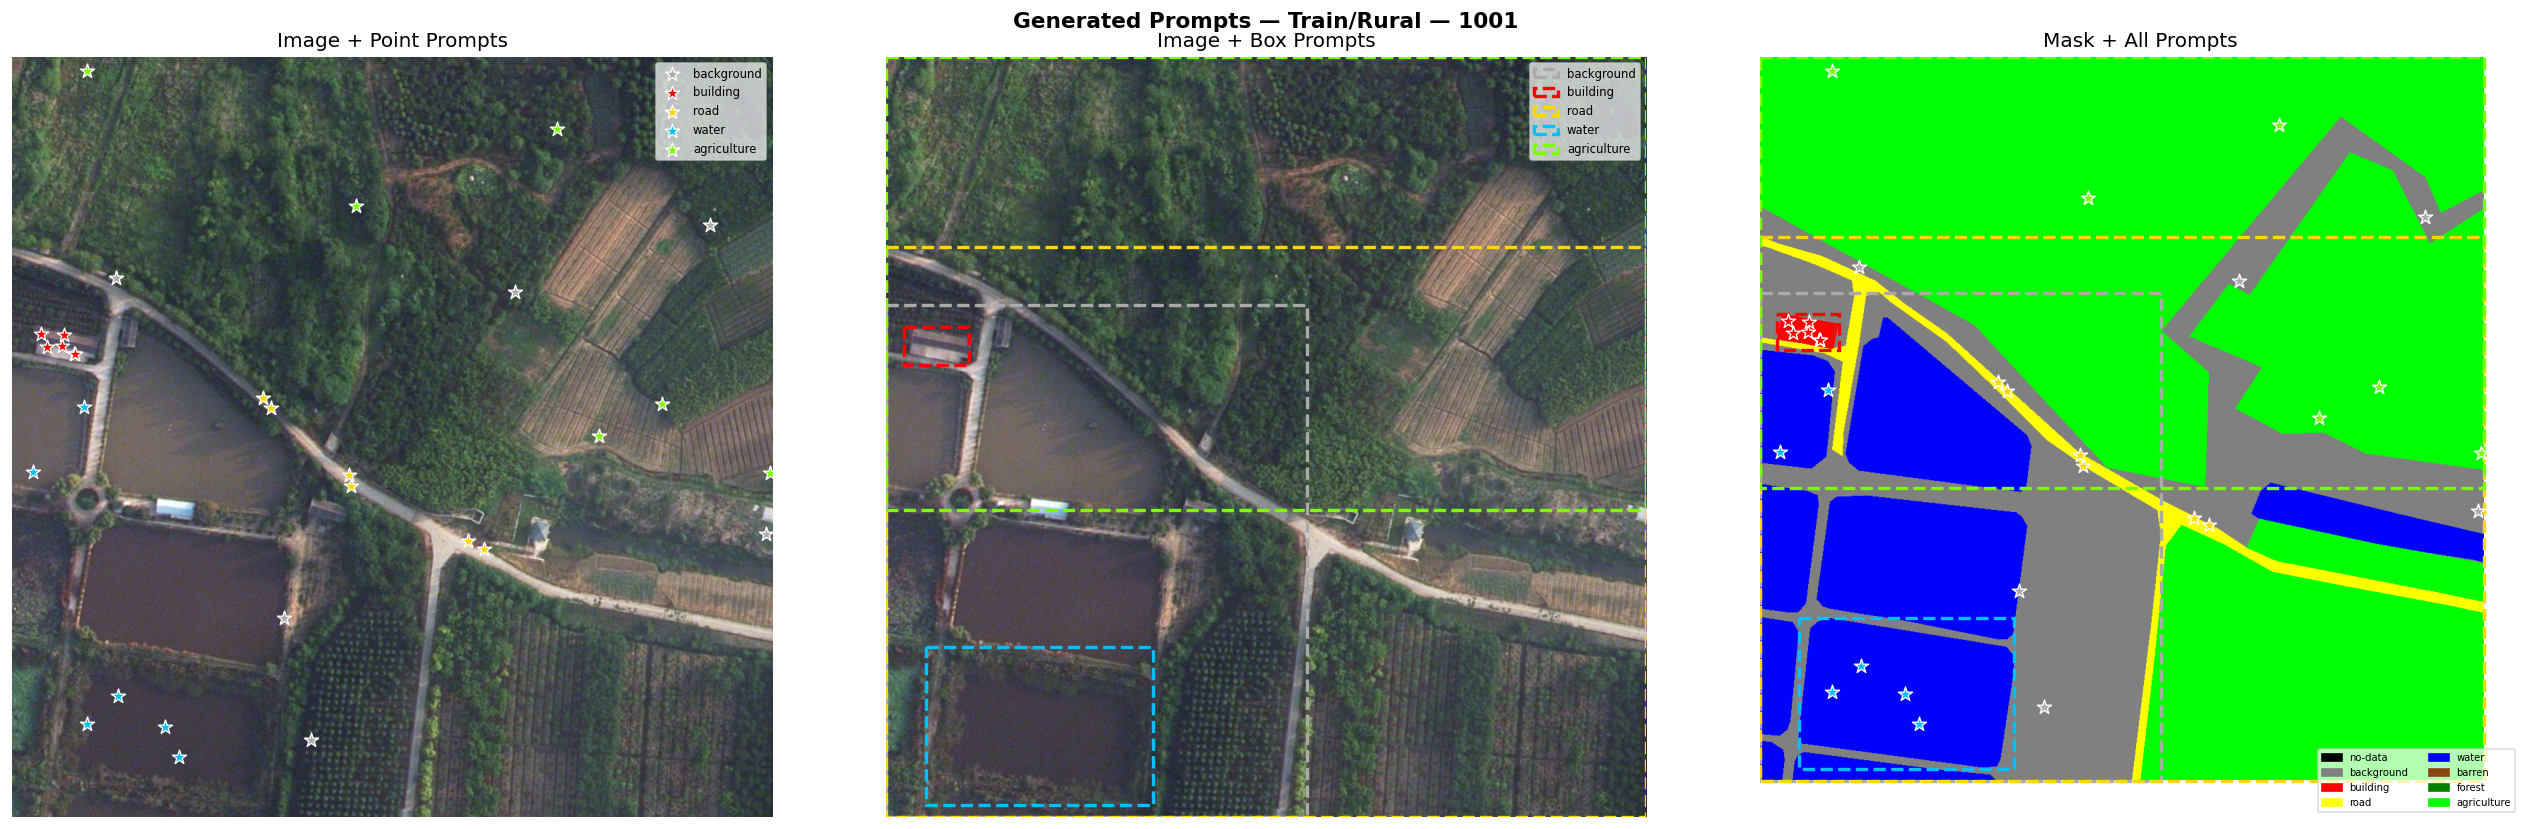 Generated Prompts — Train/Rural — 1001
Image + Point Prompts
Image + Box Prompts
Mask + All Prompts
background
building
road
water
agriculture
background
building
road
water
agriculture
no-data
background
building
road
water
barren
forest
agriculture